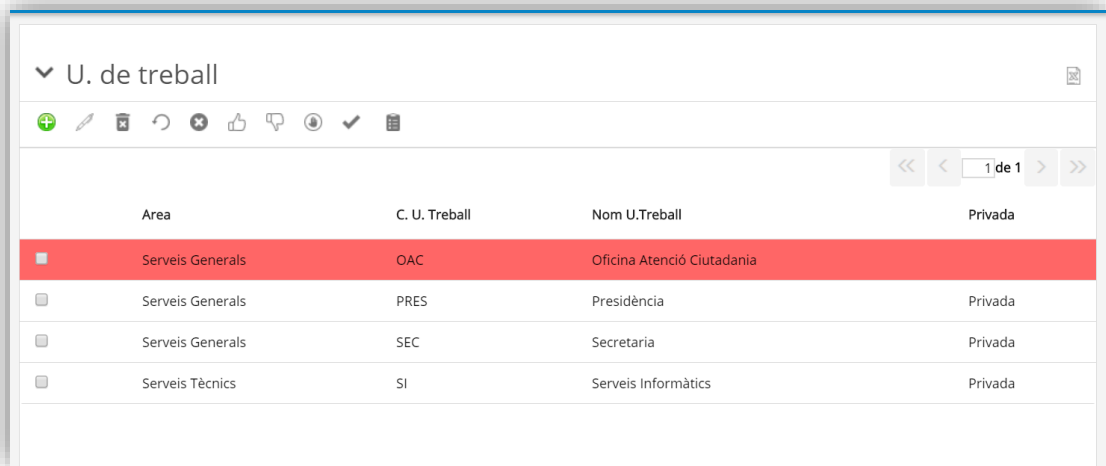 U. de treball
1 de 1
Area C. U. Treball Nom U.Treball Privada
Serveis Generals OAC Oficina Atenció Ciutadania
Serveis Generals PRES Presidència Privada
Serveis Generals SEC Secretaria Privada
Serveis Tècnics SI Serveis Informàtics Privada